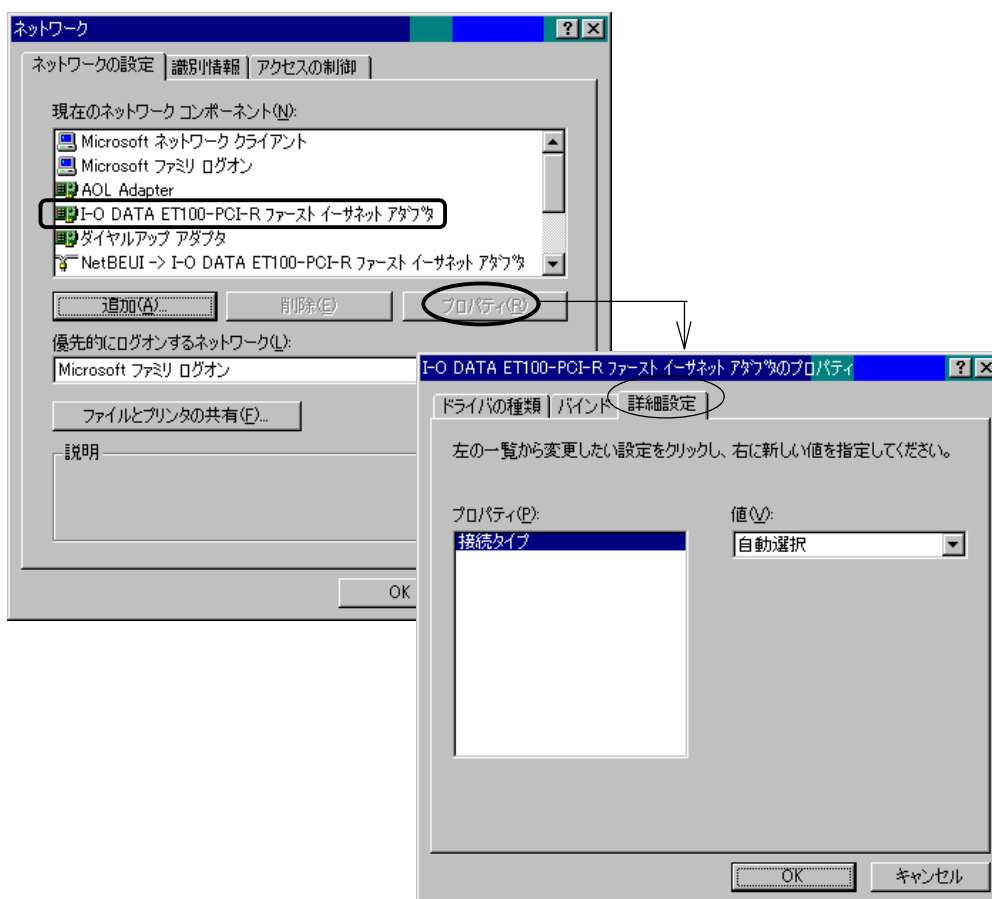 ネットワーク
ネットワークの設定 識別情報 アクセスの制御
現在のネットワーク コンポーネント(N):
Microsoft ネットワーク クライアント
Microsoft ファミリ ログオン
AOL Adapter
I-O DATA ET100-PCI-R ファースト イーサネット アダプタ
ダイヤルアップ アダプタ
NetBEUI -> I-O DATA ET100-PCI-R ファースト イーサネット アダプタ
追加(A)... 削除(E) プロパティ(R)
優先的にログオンするネットワーク(L):
Microsoft ファミリ ログオン
ファイルとプリンタの共有(F)...
説明
OK
I-O DATA ET100-PCI-R ファースト イーサネット アダプタのプロパティ
ドライバの種類 バインド 詳細設定
左の一覧から変更したい設定をクリックし、右に新しい値を指定してください。
プロパティ(P): 値(V):
接続タイプ 自動選択
OK キャンセル